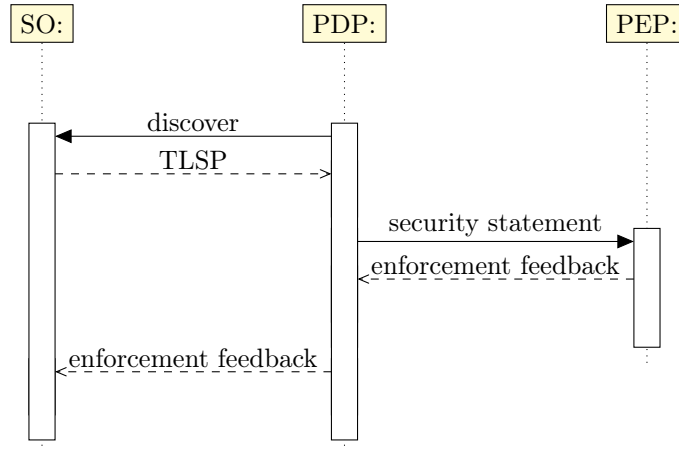 SO:
PDP:
PEP:
discover
TLSP
security statement
enforcement feedback
enforcement feedback